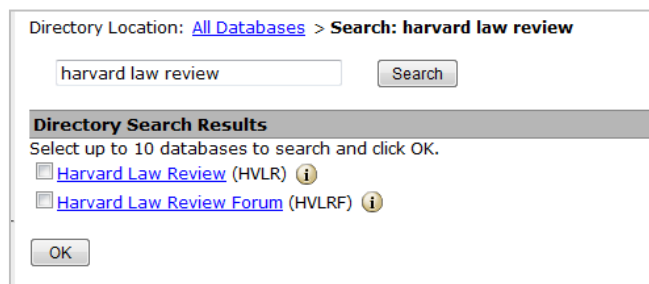 Directory Location: All Databases > Search: harvard law review
harvard law review Search
Directory Search Results
Select up to 10 databases to search and click OK.
Harvard Law Review (HVLR) i
Harvard Law Review Forum (HVLRF) i
OK